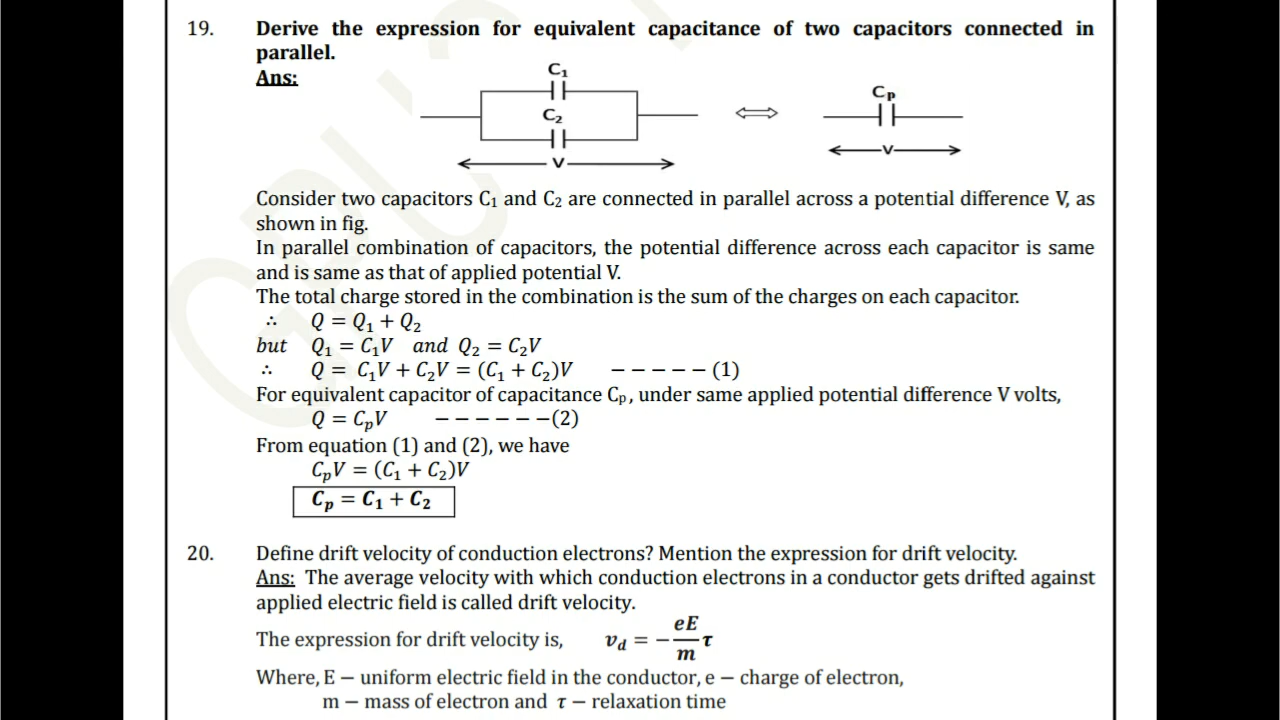 19. Derive the expression for equivalent capacitance of two capacitors connected in
parallel.
Ans:
C₁
C₂
V
Cp
V
Consider two capacitors C₁ and C₂ are connected in parallel across a potential difference V, as
shown in fig.
In parallel combination of capacitors, the potential difference across each capacitor is same
and is same as that of applied potential V.
The total charge stored in the combination is the sum of the charges on each capacitor.
∴ Q = Q₁ + Q₂
but Q₁ = C₁V and Q₂ = C₂V
∴ Q = C₁V + C₂V = (C₁ + C₂)V − − − − − (1)
For equivalent capacitor of capacitance Cₚ, under same applied potential difference V volts,
Q = CₚV − − − − − −(2)
From equation (1) and (2), we have
CₚV = (C₁ + C₂)V
Cₚ = C₁ + C₂
20. Define drift velocity of conduction electrons? Mention the expression for drift velocity.
Ans: The average velocity with which conduction electrons in a conductor gets drifted against
applied electric field is called drift velocity.
The expression for drift velocity is, v_d = −eE/m τ
Where, E − uniform electric field in the conductor, e − charge of electron,
m − mass of electron and τ − relaxation time